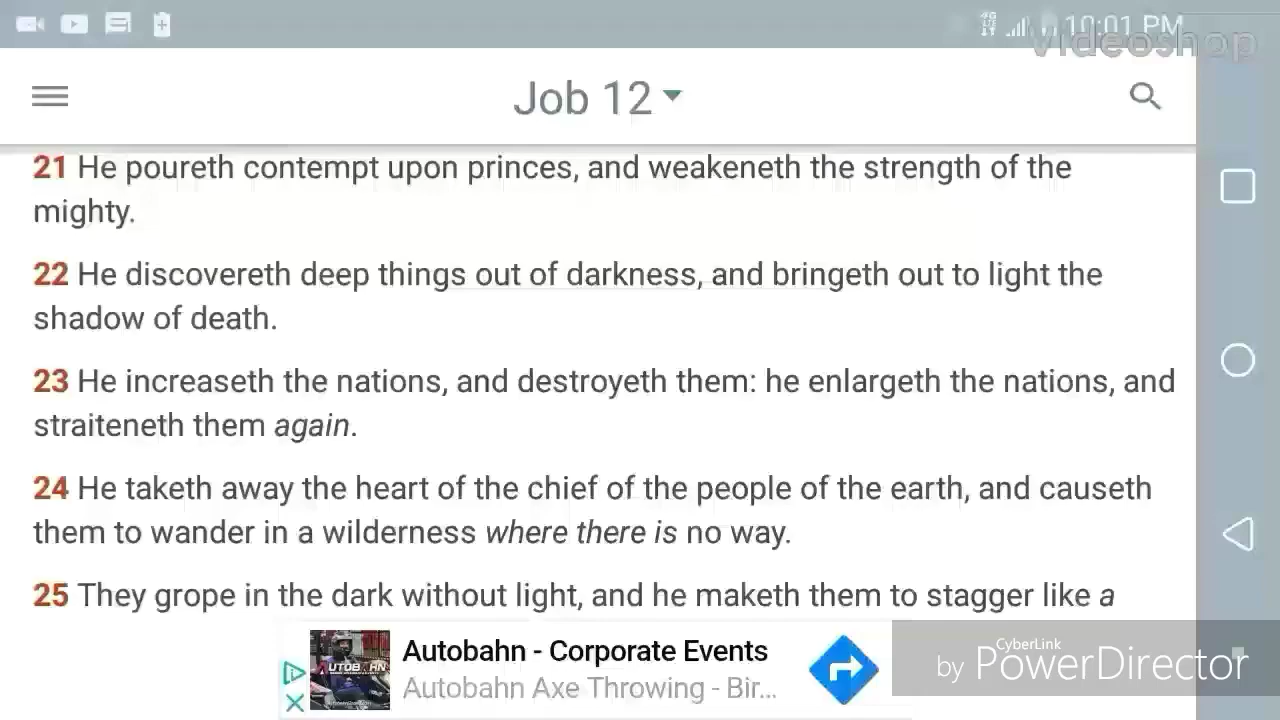 10:01 PM
Videoshop
Job 12
21 He poureth contempt upon princes, and weakeneth the strength of the
mighty.
22 He discovereth deep things out of darkness, and bringeth out to light the
shadow of death.
23 He increaseth the nations, and destroyeth them: he enlargeth the nations, and
straiteneth them again.
24 He taketh away the heart of the chief of the people of the earth, and causeth
them to wander in a wilderness where there is no way.
25 They grope in the dark without light, and he maketh them to stagger like a
Autobahn - Corporate Events
Autobahn Axe Throwing - Bir...
CyberLink
by PowerDirector